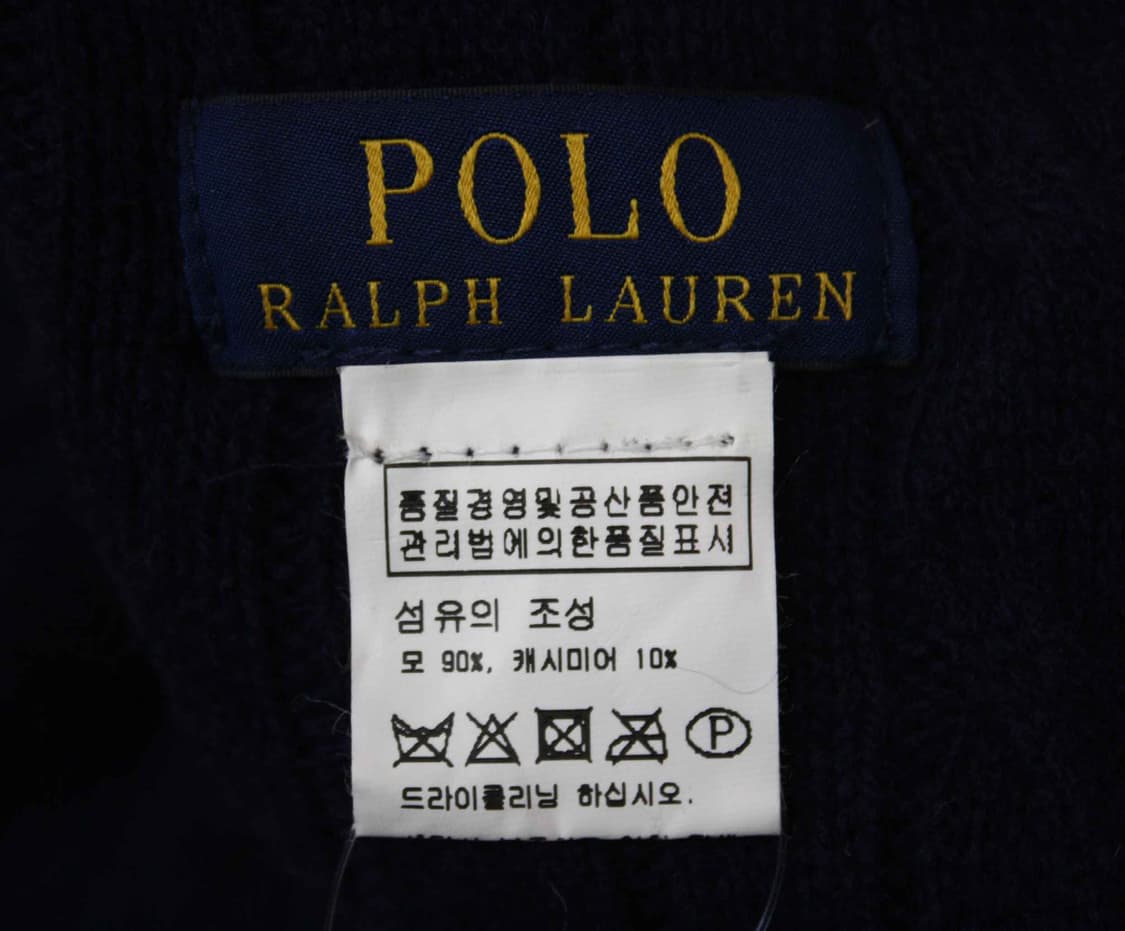 POLO
RALPH LAUREN
품질경영및공산품안전
관리법에의한품질표시
섬유의 조성
모 90%, 캐시미어 10%
P
드라이클리닝 하십시오.